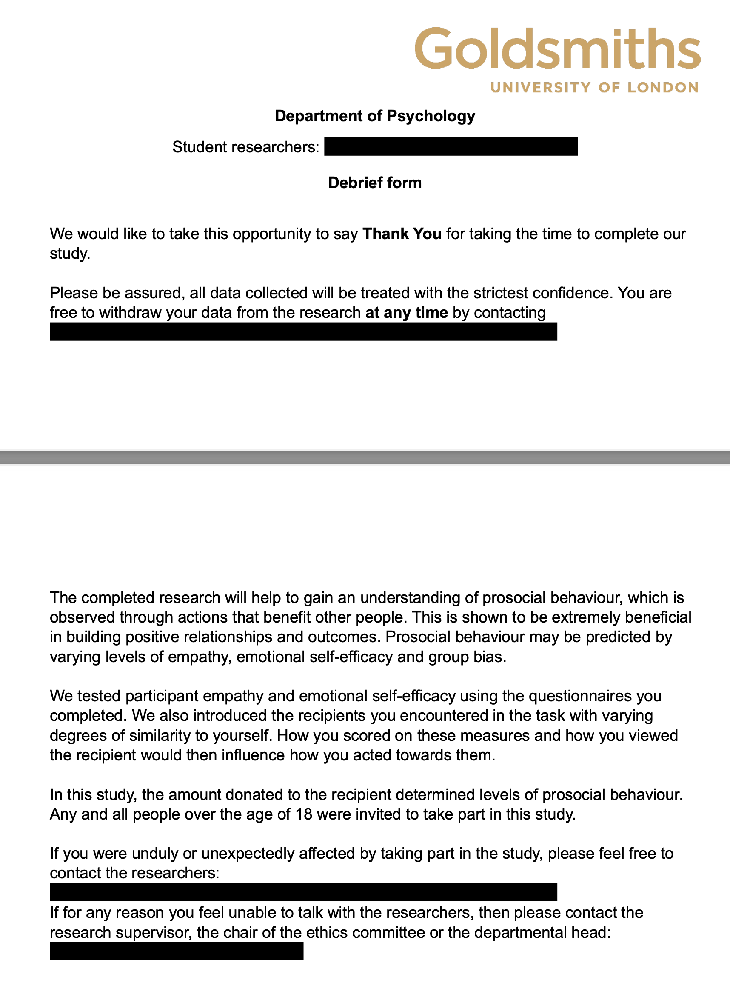 Goldsmiths
UNIVERSITY OF LONDON
Department of Psychology
Student researchers:
Debrief form
We would like to take this opportunity to say Thank You for taking the time to complete our
study.
Please be assured, all data collected will be treated with the strictest confidence. You are
free to withdraw your data from the research at any time by contacting
The completed research will help to gain an understanding of prosocial behaviour, which is
observed through actions that benefit other people. This is shown to be extremely beneficial
in building positive relationships and outcomes. Prosocial behaviour may be predicted by
varying levels of empathy, emotional self-efficacy and group bias.
We tested participant empathy and emotional self-efficacy using the questionnaires you
completed. We also introduced the recipients you encountered in the task with varying
degrees of similarity to yourself. How you scored on these measures and how you viewed
the recipient would then influence how you acted towards them.
In this study, the amount donated to the recipient determined levels of prosocial behaviour.
Any and all people over the age of 18 were invited to take part in this study.
If you were unduly or unexpectedly affected by taking part in the study, please feel free to
contact the researchers:
If for any reason you feel unable to talk with the researchers, then please contact the
research supervisor, the chair of the ethics committee or the departmental head: